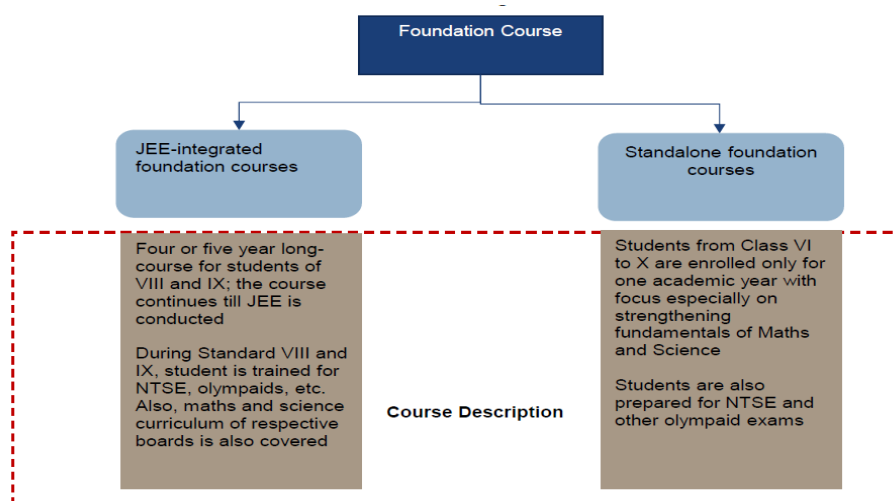 Foundation Course
JEE-integrated
foundation courses
Standalone foundation
courses
Four or five year long-
course for students of
VIII and IX; the course
continues till JEE is
conducted
During Standard VIII and
IX, student is trained for
NTSE, olympaids, etc.
Also, maths and science
curriculum of respective
boards is also covered
Course Description
Students from Class VI
to X are enrolled only for
one academic year with
focus especially on
strengthening
fundamentals of Maths
and Science
Students are also
prepared for NTSE and
other olympaid exams